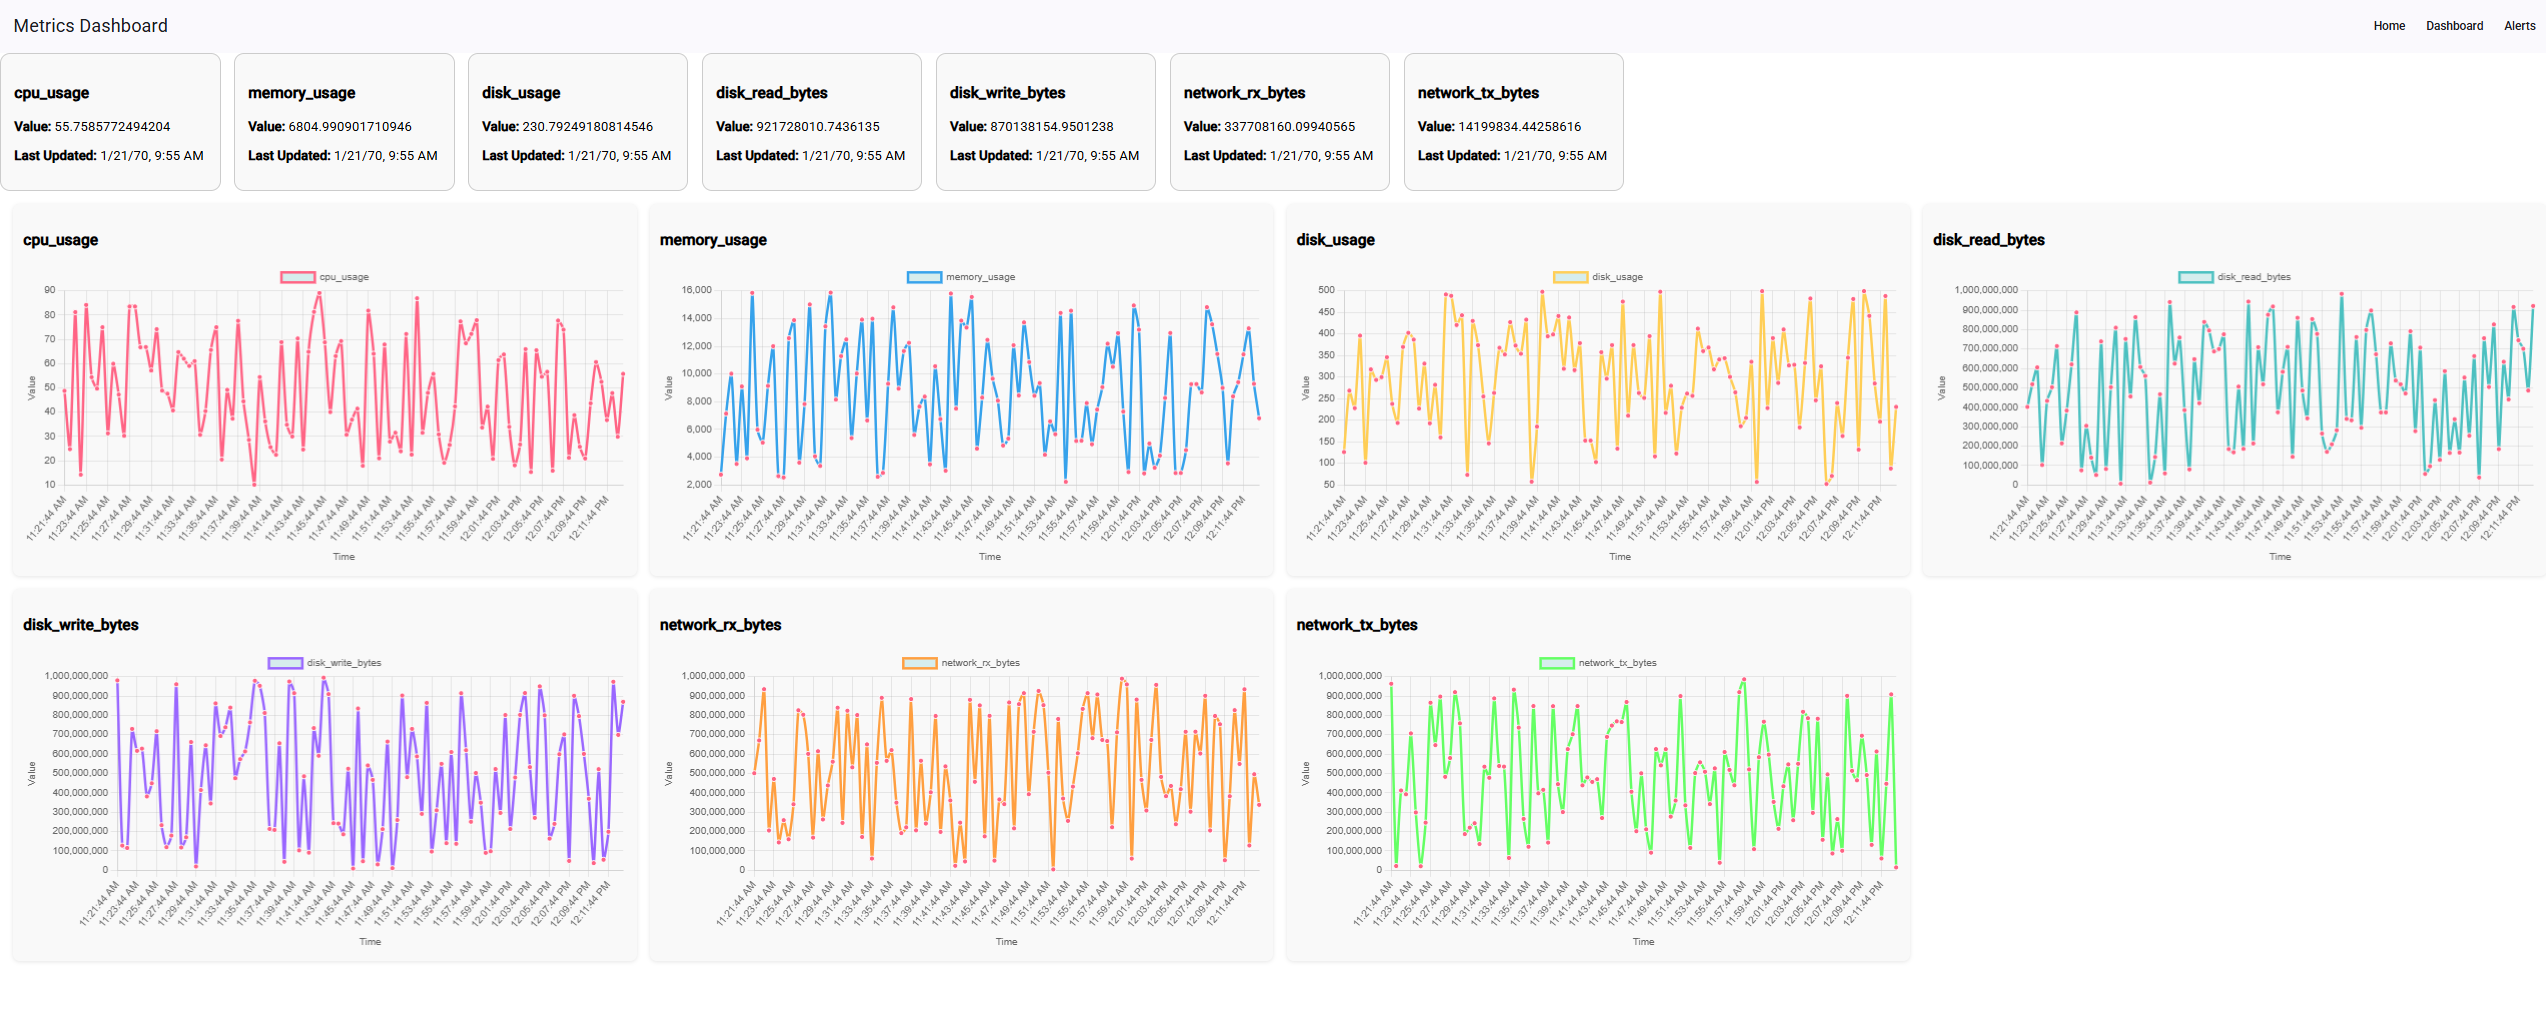 Metrics Dashboard
Home Dashboard Alerts
cpu_usage
Value: 55.7585772494204
Last Updated: 1/21/70, 9:55 AM
memory_usage
Value: 6804.990901710946
Last Updated: 1/21/70, 9:55 AM
disk_usage
Value: 230.79249180814546
Last Updated: 1/21/70, 9:55 AM
disk_read_bytes
Value: 921728010.7436135
Last Updated: 1/21/70, 9:55 AM
disk_write_bytes
Value: 870138154.9501238
Last Updated: 1/21/70, 9:55 AM
network_rx_bytes
Value: 337708160.09940565
Last Updated: 1/21/70, 9:55 AM
network_tx_bytes
Value: 14199834.44258616
Last Updated: 1/21/70, 9:55 AM
cpu_usage
cpu_usage
Value
90
80
70
60
50
40
30
20
10
11:21:44 AM 11:23:44 AM 11:25:44 AM 11:27:44 AM 11:29:44 AM 11:31:44 AM 11:33:44 AM 11:35:44 AM 11:37:44 AM 11:39:44 AM 11:41:44 AM 11:43:44 AM 11:45:44 AM 11:47:44 AM 11:49:44 AM 11:51:44 AM 11:53:44 AM 11:55:44 AM 11:57:44 AM 11:59:44 AM 12:01:44 PM 12:03:44 PM 12:05:44 PM 12:07:44 PM 12:09:44 PM 12:11:44 PM
Time
memory_usage
memory_usage
Value
16,000
14,000
12,000
10,000
8,000
6,000
4,000
2,000
11:21:44 AM 11:23:44 AM 11:25:44 AM 11:27:44 AM 11:29:44 AM 11:31:44 AM 11:33:44 AM 11:35:44 AM 11:37:44 AM 11:39:44 AM 11:41:44 AM 11:43:44 AM 11:45:44 AM 11:47:44 AM 11:49:44 AM 11:51:44 AM 11:53:44 AM 11:55:44 AM 11:57:44 AM 11:59:44 AM 12:01:44 PM 12:03:44 PM 12:05:44 PM 12:07:44 PM 12:09:44 PM 12:11:44 PM
Time
disk_usage
disk_usage
Value
500
450
400
350
300
250
200
150
100
50
11:21:44 AM 11:23:44 AM 11:25:44 AM 11:27:44 AM 11:29:44 AM 11:31:44 AM 11:33:44 AM 11:35:44 AM 11:37:44 AM 11:39:44 AM 11:41:44 AM 11:43:44 AM 11:45:44 AM 11:47:44 AM 11:49:44 AM 11:51:44 AM 11:53:44 AM 11:55:44 AM 11:57:44 AM 11:59:44 AM 12:01:44 PM 12:03:44 PM 12:05:44 PM 12:07:44 PM 12:09:44 PM 12:11:44 PM
Time
disk_read_bytes
disk_read_bytes
Value
1,000,000,000
900,000,000
800,000,000
700,000,000
600,000,000
500,000,000
400,000,000
300,000,000
200,000,000
100,000,000
0
11:21:44 AM 11:23:44 AM 11:25:44 AM 11:27:44 AM 11:29:44 AM 11:31:44 AM 11:33:44 AM 11:35:44 AM 11:37:44 AM 11:39:44 AM 11:41:44 AM 11:43:44 AM 11:45:44 AM 11:47:44 AM 11:49:44 AM 11:51:44 AM 11:53:44 AM 11:55:44 AM 11:57:44 AM 11:59:44 AM 12:01:44 PM 12:03:44 PM 12:05:44 PM 12:07:44 PM 12:09:44 PM 12:11:44 PM
Time
disk_write_bytes
disk_write_bytes
Value
1,000,000,000
900,000,000
800,000,000
700,000,000
600,000,000
500,000,000
400,000,000
300,000,000
200,000,000
100,000,000
0
11:21:44 AM 11:23:44 AM 11:25:44 AM 11:27:44 AM 11:29:44 AM 11:31:44 AM 11:33:44 AM 11:35:44 AM 11:37:44 AM 11:39:44 AM 11:41:44 AM 11:43:44 AM 11:45:44 AM 11:47:44 AM 11:49:44 AM 11:51:44 AM 11:53:44 AM 11:55:44 AM 11:57:44 AM 11:59:44 AM 12:01:44 PM 12:03:44 PM 12:05:44 PM 12:07:44 PM 12:09:44 PM 12:11:44 PM
Time
network_rx_bytes
network_rx_bytes
Value
1,000,000,000
900,000,000
800,000,000
700,000,000
600,000,000
500,000,000
400,000,000
300,000,000
200,000,000
100,000,000
0
11:21:44 AM 11:23:44 AM 11:25:44 AM 11:27:44 AM 11:29:44 AM 11:31:44 AM 11:33:44 AM 11:35:44 AM 11:37:44 AM 11:39:44 AM 11:41:44 AM 11:43:44 AM 11:45:44 AM 11:47:44 AM 11:49:44 AM 11:51:44 AM 11:53:44 AM 11:55:44 AM 11:57:44 AM 11:59:44 AM 12:01:44 PM 12:03:44 PM 12:05:44 PM 12:07:44 PM 12:09:44 PM 12:11:44 PM
Time
network_tx_bytes
network_tx_bytes
Value
1,000,000,000
900,000,000
800,000,000
700,000,000
600,000,000
500,000,000
400,000,000
300,000,000
200,000,000
100,000,000
0
11:21:44 AM 11:23:44 AM 11:25:44 AM 11:27:44 AM 11:29:44 AM 11:31:44 AM 11:33:44 AM 11:35:44 AM 11:37:44 AM 11:39:44 AM 11:41:44 AM 11:43:44 AM 11:45:44 AM 11:47:44 AM 11:49:44 AM 11:51:44 AM 11:53:44 AM 11:55:44 AM 11:57:44 AM 11:59:44 AM 12:01:44 PM 12:03:44 PM 12:05:44 PM 12:07:44 PM 12:09:44 PM 12:11:44 PM
Time